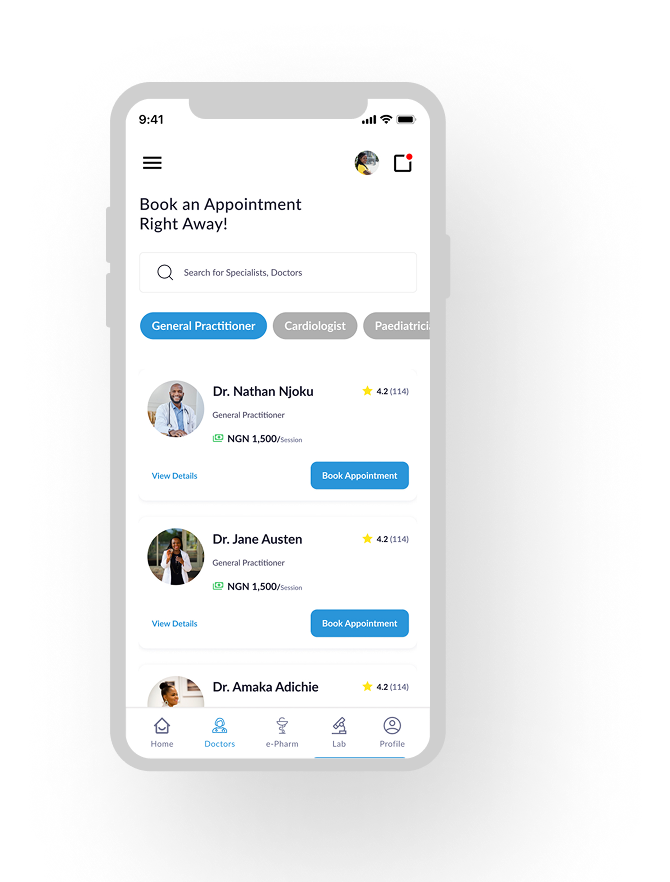 9:41
Book an Appointment
Right Away!
Search for Specialists, Doctors
General Practitioner Cardiologist Paediatricia
Dr. Nathan Njoku 4.2 (114)
General Practitioner
NGN 1,500/Session
View Details Book Appointment
Dr. Jane Austen 4.2 (114)
General Practitioner
NGN 1,500/Session
View Details Book Appointment
Dr. Amaka Adichie 4.2 (114)
Home Doctors e-Pharm Lab Profile